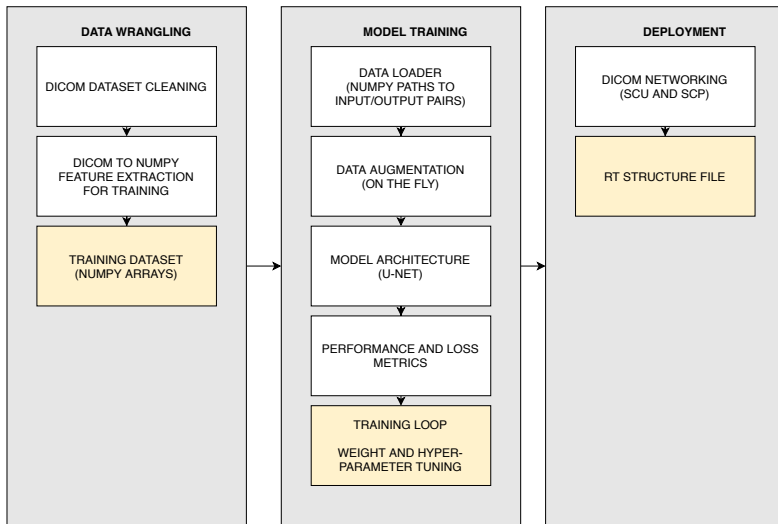 DATA WRANGLING
DICOM DATASET CLEANING
DICOM TO NUMPY
FEATURE EXTRACTION
FOR TRAINING
TRAINING DATASET
(NUMPY ARRAYS)
MODEL TRAINING
DATA LOADER
(NUMPY PATHS TO
INPUT/OUTPUT PAIRS)
DATA AUGMENTATION
(ON THE FLY)
MODEL ARCHITECTURE
(U-NET)
PERFORMANCE AND LOSS
METRICS
TRAINING LOOP
WEIGHT AND HYPER-
PARAMETER TUNING
DEPLOYMENT
DICOM NETWORKING
(SCU AND SCP)
RT STRUCTURE FILE